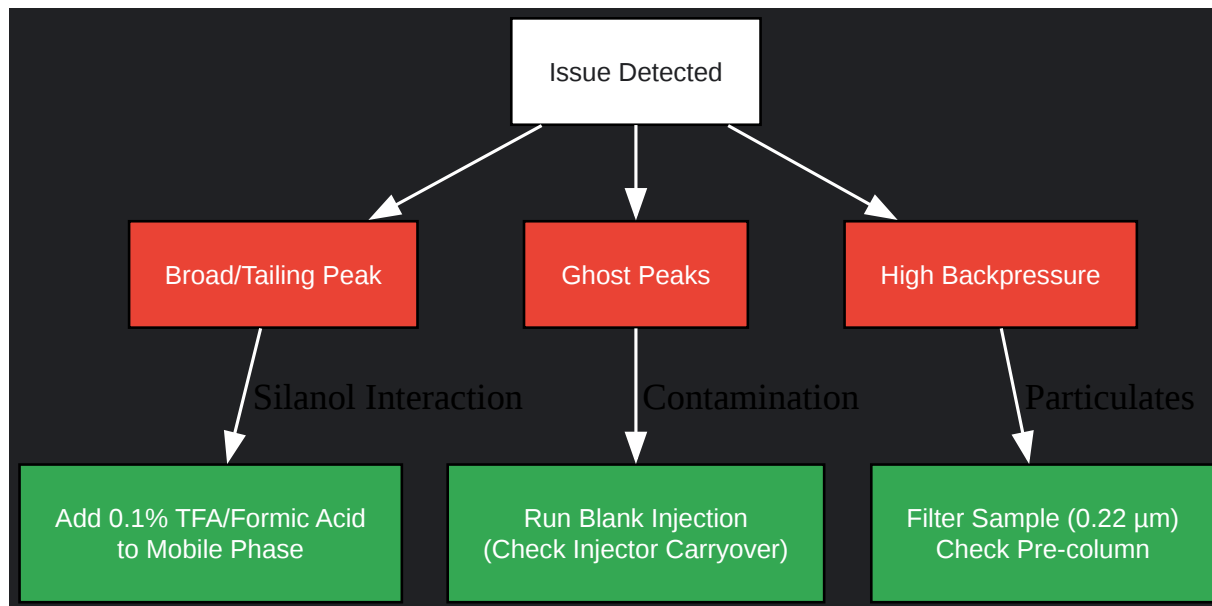 Issue Detected
Broad/Tailing Peak
Ghost Peaks
High Backpressure
Silanol Interaction
Contamination
Particulates
Add 0.1% TFA/Formic Acid
to Mobile Phase
Run Blank Injection
(Check Injector Carryover)
Filter Sample (0.22 µm)
Check Pre-column